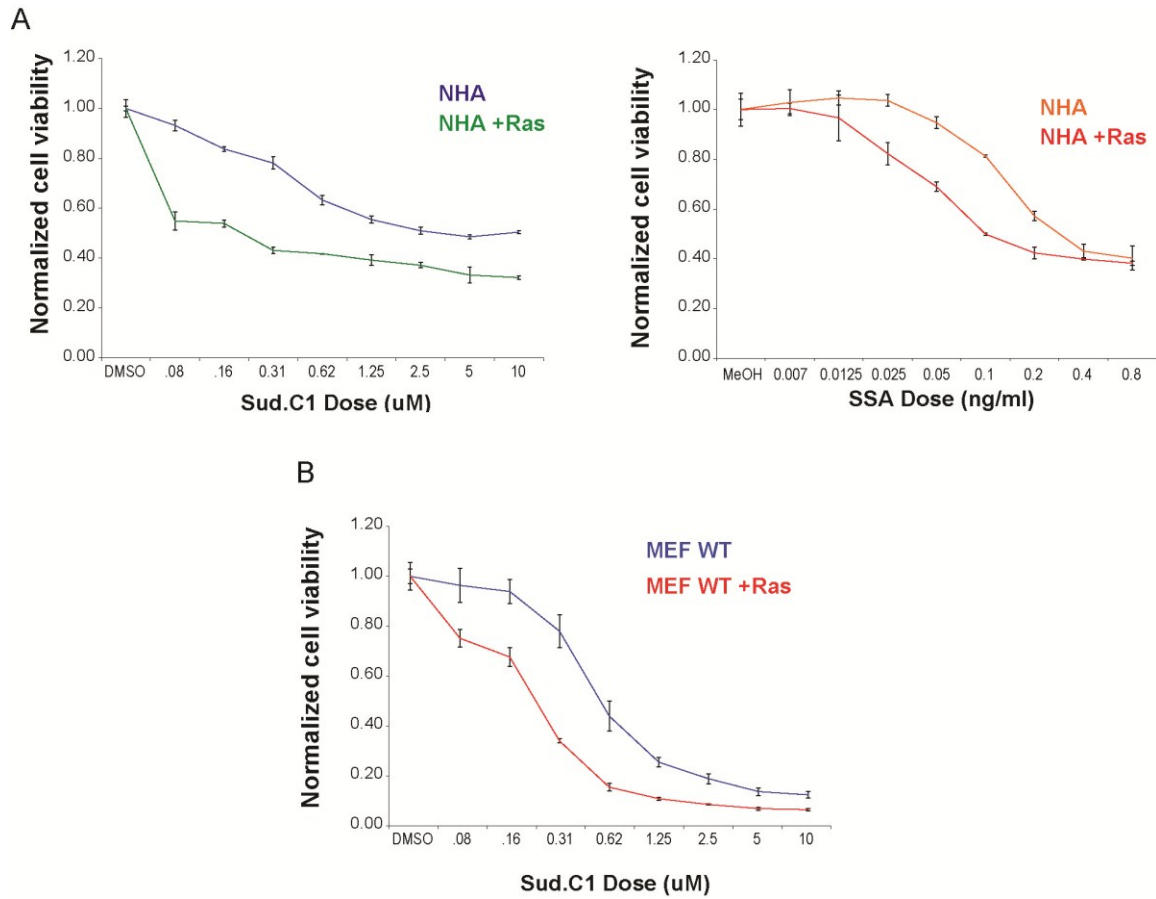 A
Normalized cell viability
1.20
1.00
0.80
0.60
0.40
0.20
0.00
NHA
NHA +Ras
DMSO .08 .16 0.31 0.62 1.25 2.5 5 10
Sud.C1 Dose (uM)
Normalized cell viability
1.20
1.00
0.80
0.60
0.40
0.20
0.00
NHA
NHA +Ras
MeOH 0.007 0.0125 0.025 0.05 0.1 0.2 0.4 0.8
SSA Dose (ng/ml)
B
Normalized cell viability
1.20
1.00
0.80
0.60
0.40
0.20
0.00
MEF WT
MEF WT +Ras
DMSO .08 .16 0.31 0.62 1.25 2.5 5 10
Sud.C1 Dose (uM)